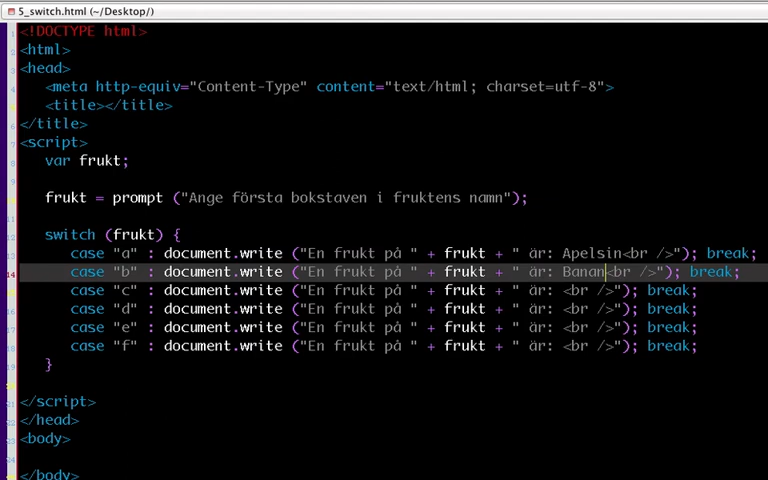 5_switch.html (~/Desktop/)
<!DOCTYPE html>
<html>
<head>
<meta http-equiv="Content-Type" content="text/html; charset=utf-8">
<title></title>
</title>
<script>
var frukt;
frukt = prompt ("Ange första bokstaven i fruktens namn");
switch (frukt) {
case "a" : document.write ("En frukt på " + frukt + " är: Apelsin<br />"); break;
14 case "b" : document.write ("En frukt på " + frukt + " är: Banan<br />"); break;
case "c" : document.write ("En frukt på " + frukt + " är: <br />"); break;
case "d" : document.write ("En frukt på " + frukt + " är: <br />"); break;
case "e" : document.write ("En frukt på " + frukt + " är: <br />"); break;
case "f" : document.write ("En frukt på " + frukt + " är: <br />"); break;
}
</script>
</head>
<body>
</body>